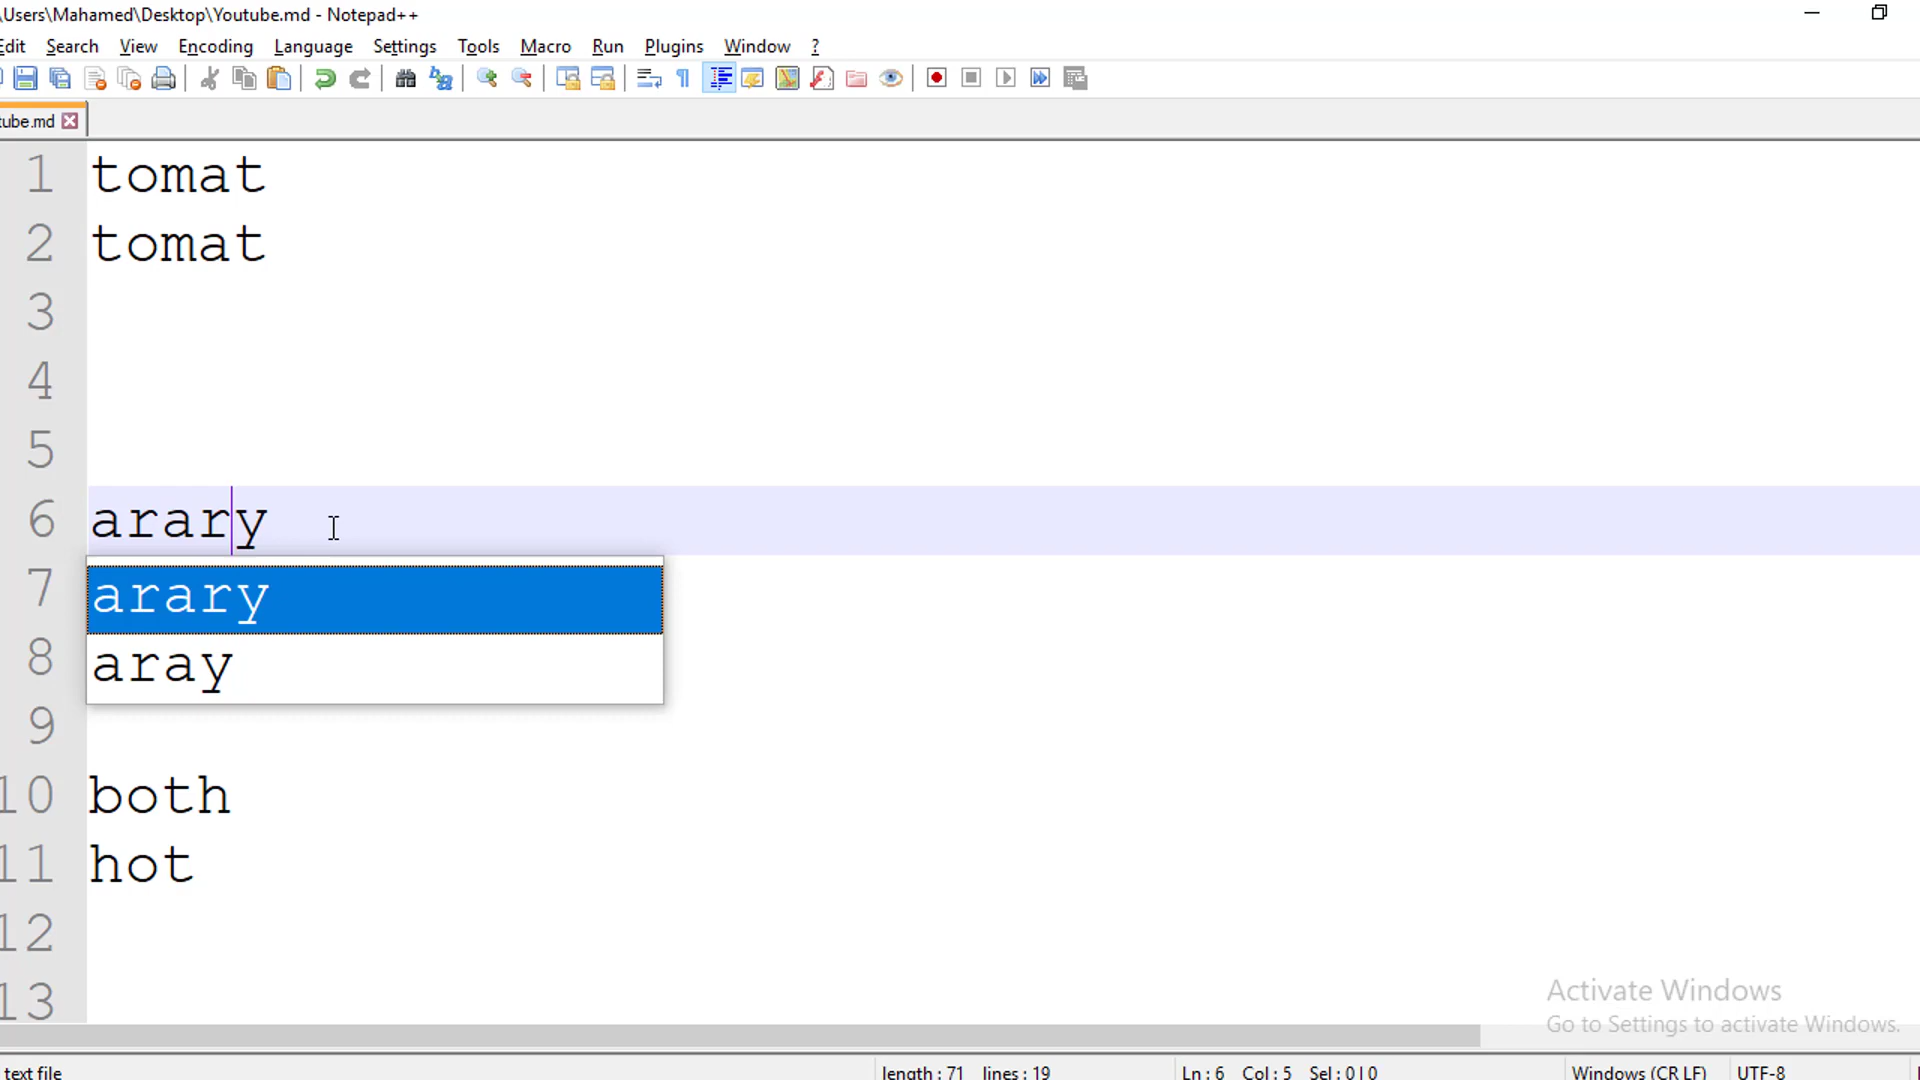 \Users\Mahamed\Desktop\Youtube.md - Notepad++
Edit Search View Encoding Language Settings Tools Macro Run Plugins Window ?
tube.md
1 tomat
2 tomat
3
4
5
6 arary
7 arary
8 aray
9
10 both
11 hot
12
13
Activate Windows
Go to Settings to activate Windows.
text file length : 71 lines : 19 Ln : 6 Col : 5 Sel : 0 | 0 Windows (CR LF) UTF-8